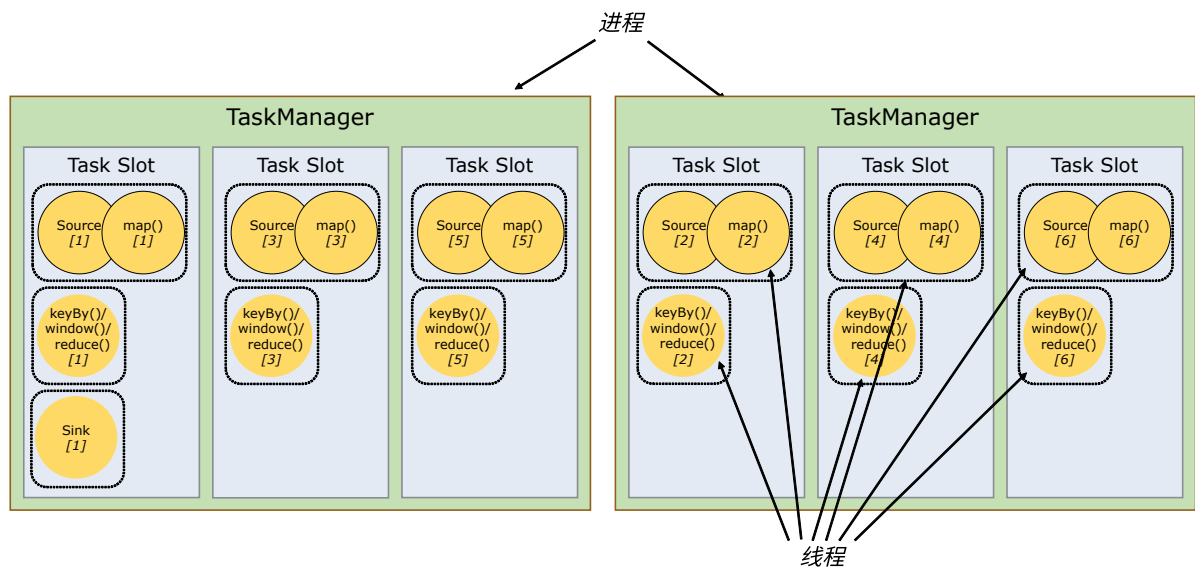 进程
TaskManager
Task Slot
Source
[1]
map()
[1]
keyBy()/
window()/
reduce()
[1]
Sink
[1]
Task Slot
Source
[3]
map()
[3]
keyBy()/
window()/
reduce()
[3]
Task Slot
Source
[5]
map()
[5]
keyBy()/
window()/
reduce()
[5]
TaskManager
Task Slot
Source
[2]
map()
[2]
keyBy()/
window()/
reduce()
[2]
Task Slot
Source
[4]
map()
[4]
keyBy()/
window()/
reduce()
[4]
Task Slot
Source
[6]
map()
[6]
keyBy()/
window()/
reduce()
[6]
线程